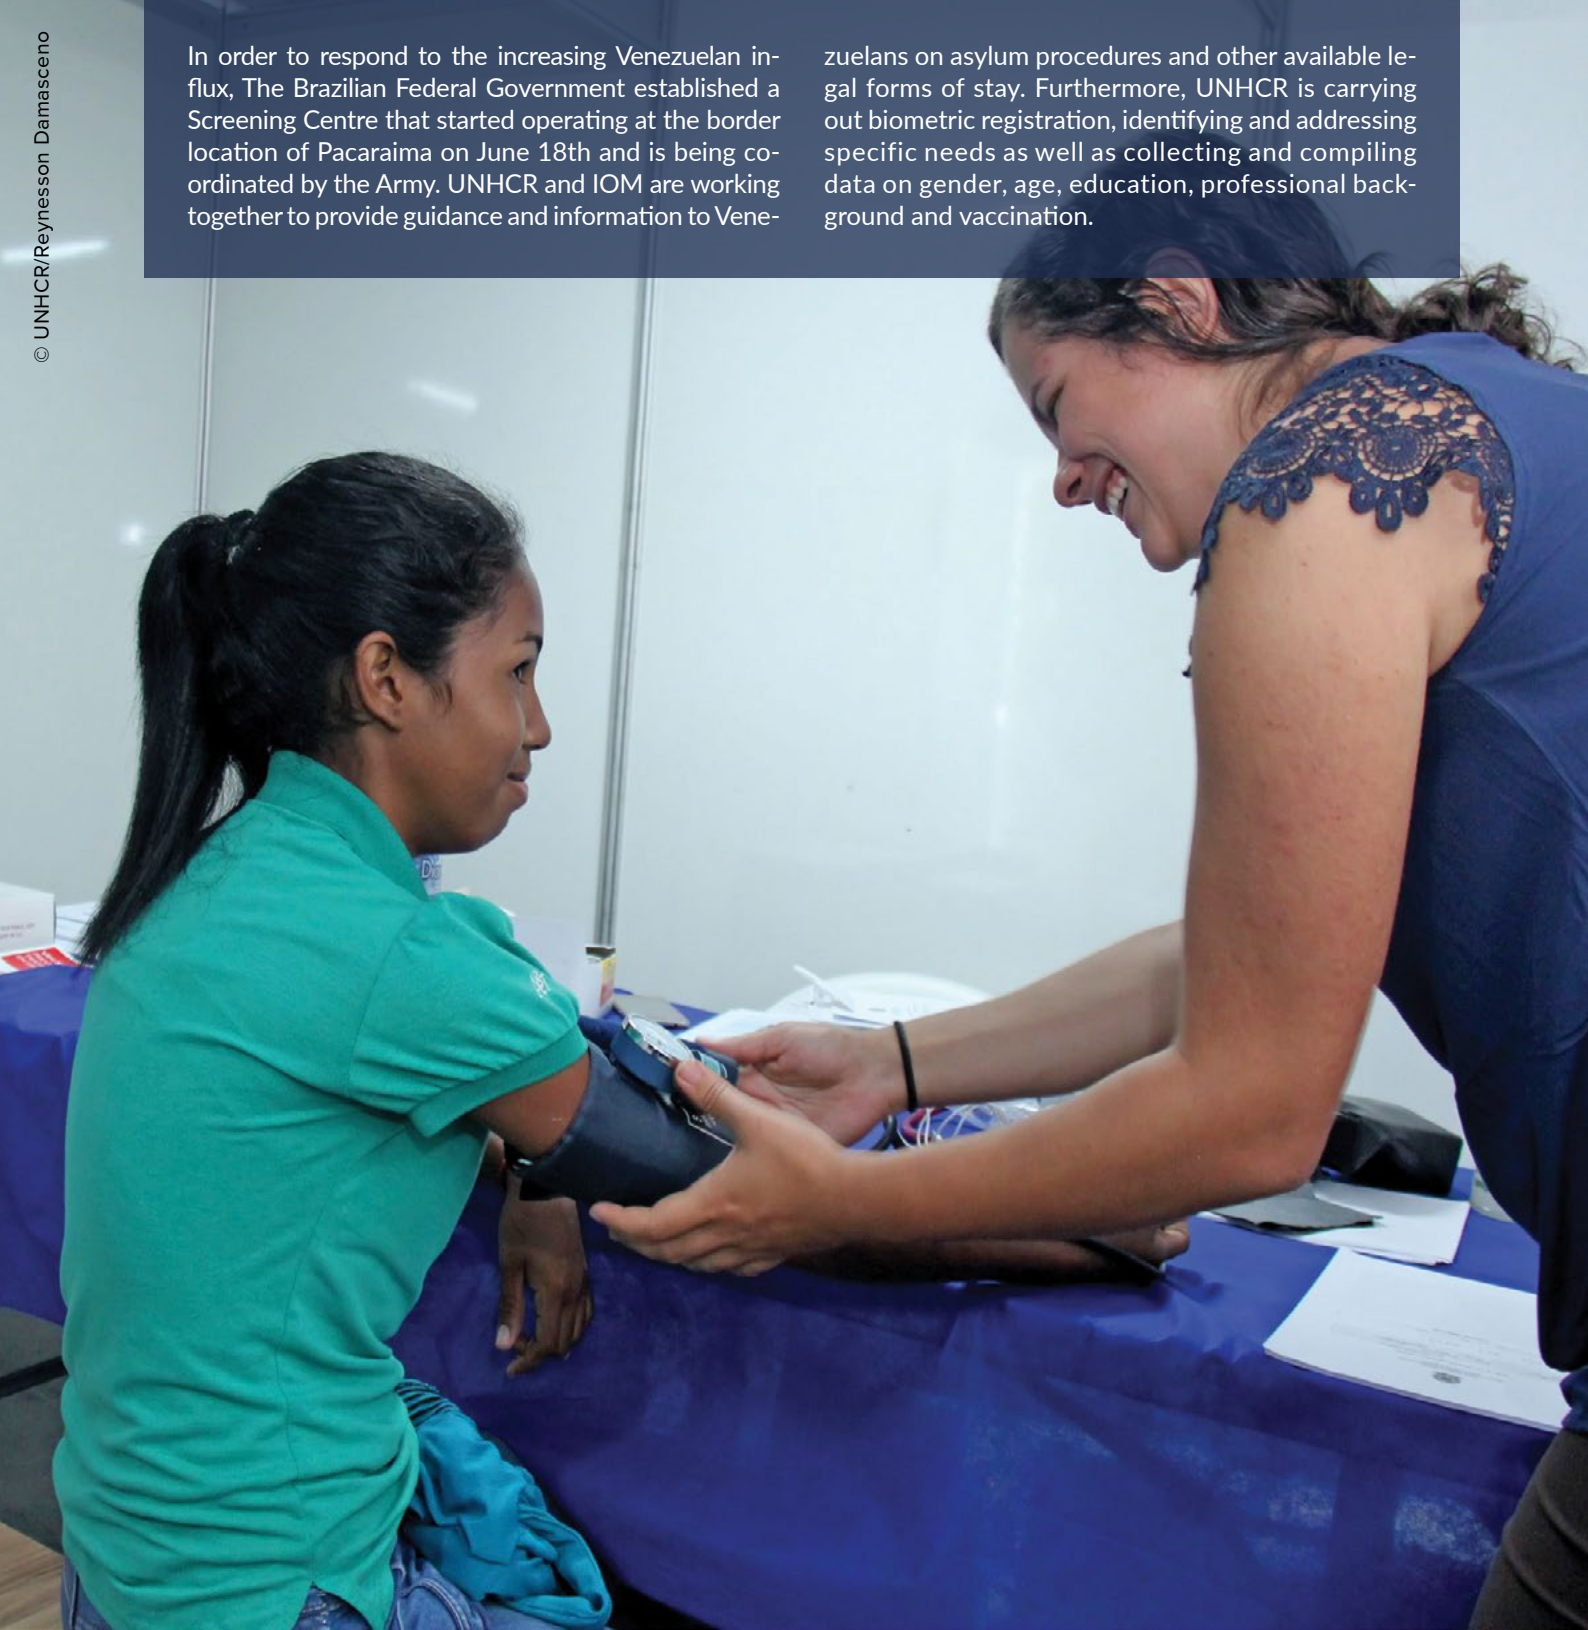 © UNHCR/Reynesson Damasceno
In order to respond to the increasing Venezuelan in-
flux, The Brazilian Federal Government established a
Screening Centre that started operating at the border
location of Pacaraima on June 18th and is being co-
ordinated by the Army. UNHCR and IOM are working
together to provide guidance and information to Vene-
zuelans on asylum procedures and other available le-
gal forms of stay. Furthermore, UNHCR is carrying
out biometric registration, identifying and addressing
specific needs as well as collecting and compiling
data on gender, age, education, professional back-
ground and vaccination.